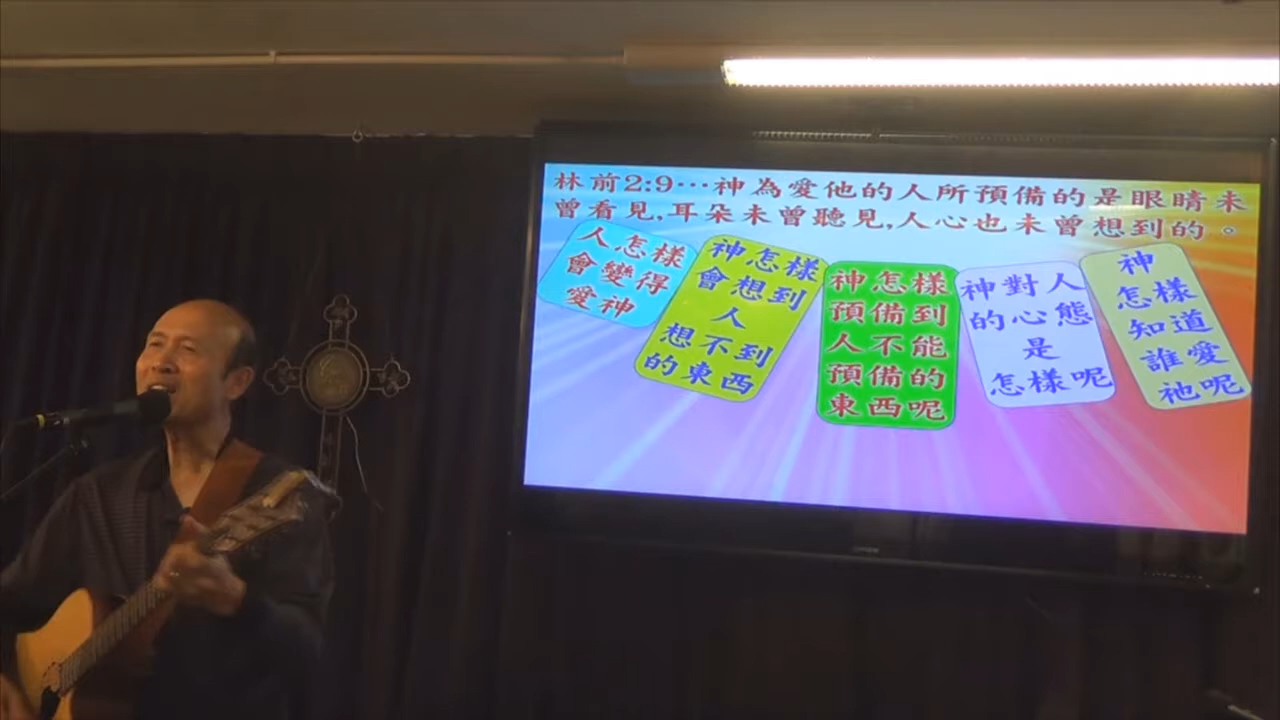 林前2:9…神為愛他的人所預備的是眼睛未
曾看見,耳朵未曾聽見,人心也未曾想到的。
人怎樣
會變得
愛神
神怎樣
會想到
人
想不到
的東西
神怎樣
預備到
人不能
預備的
東西呢
神對人
的心態
是
怎樣呢
神
怎樣
知道
誰愛
祂呢